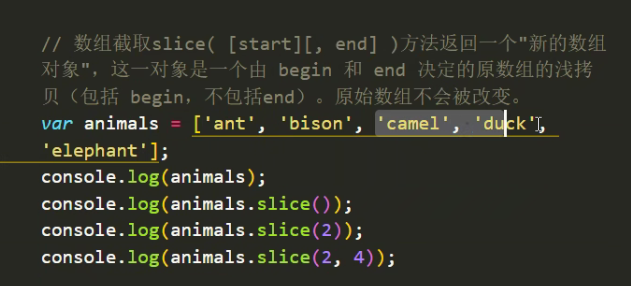 // 数组截取slice( [start][, end] )方法返回一个"新的数组
对象"，这一对象是一个由 begin 和 end 决定的原数组的浅拷
贝（包括 begin，不包括end）。原始数组不会被改变。
var animals = ['ant', 'bison', 'camel', 'duck',
'elephant'];
console.log(animals);
console.log(animals.slice());
console.log(animals.slice(2));
console.log(animals.slice(2, 4));